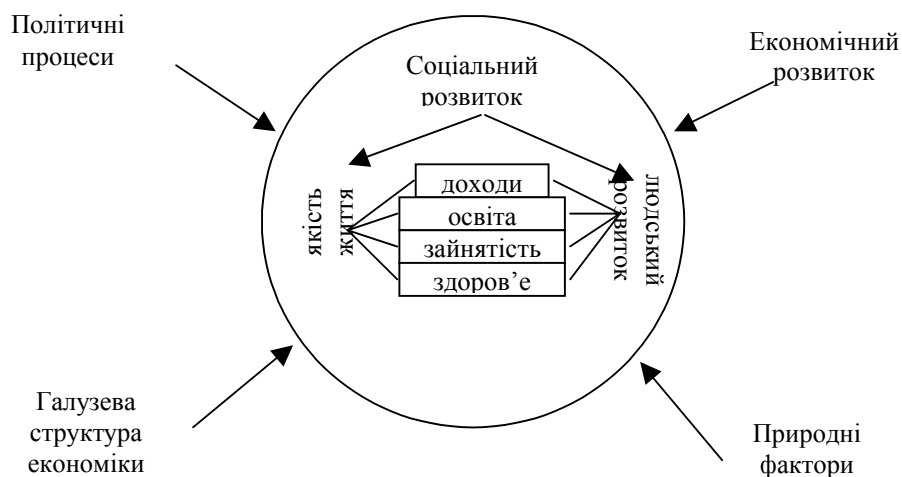 Політичні
процеси
Економічний
розвиток
Соціальний
розвиток
якість
життя
доходи
освіта
зайнятість
здоров’е
людський
розвиток
Галузева
структура
економіки
Природні
фактори